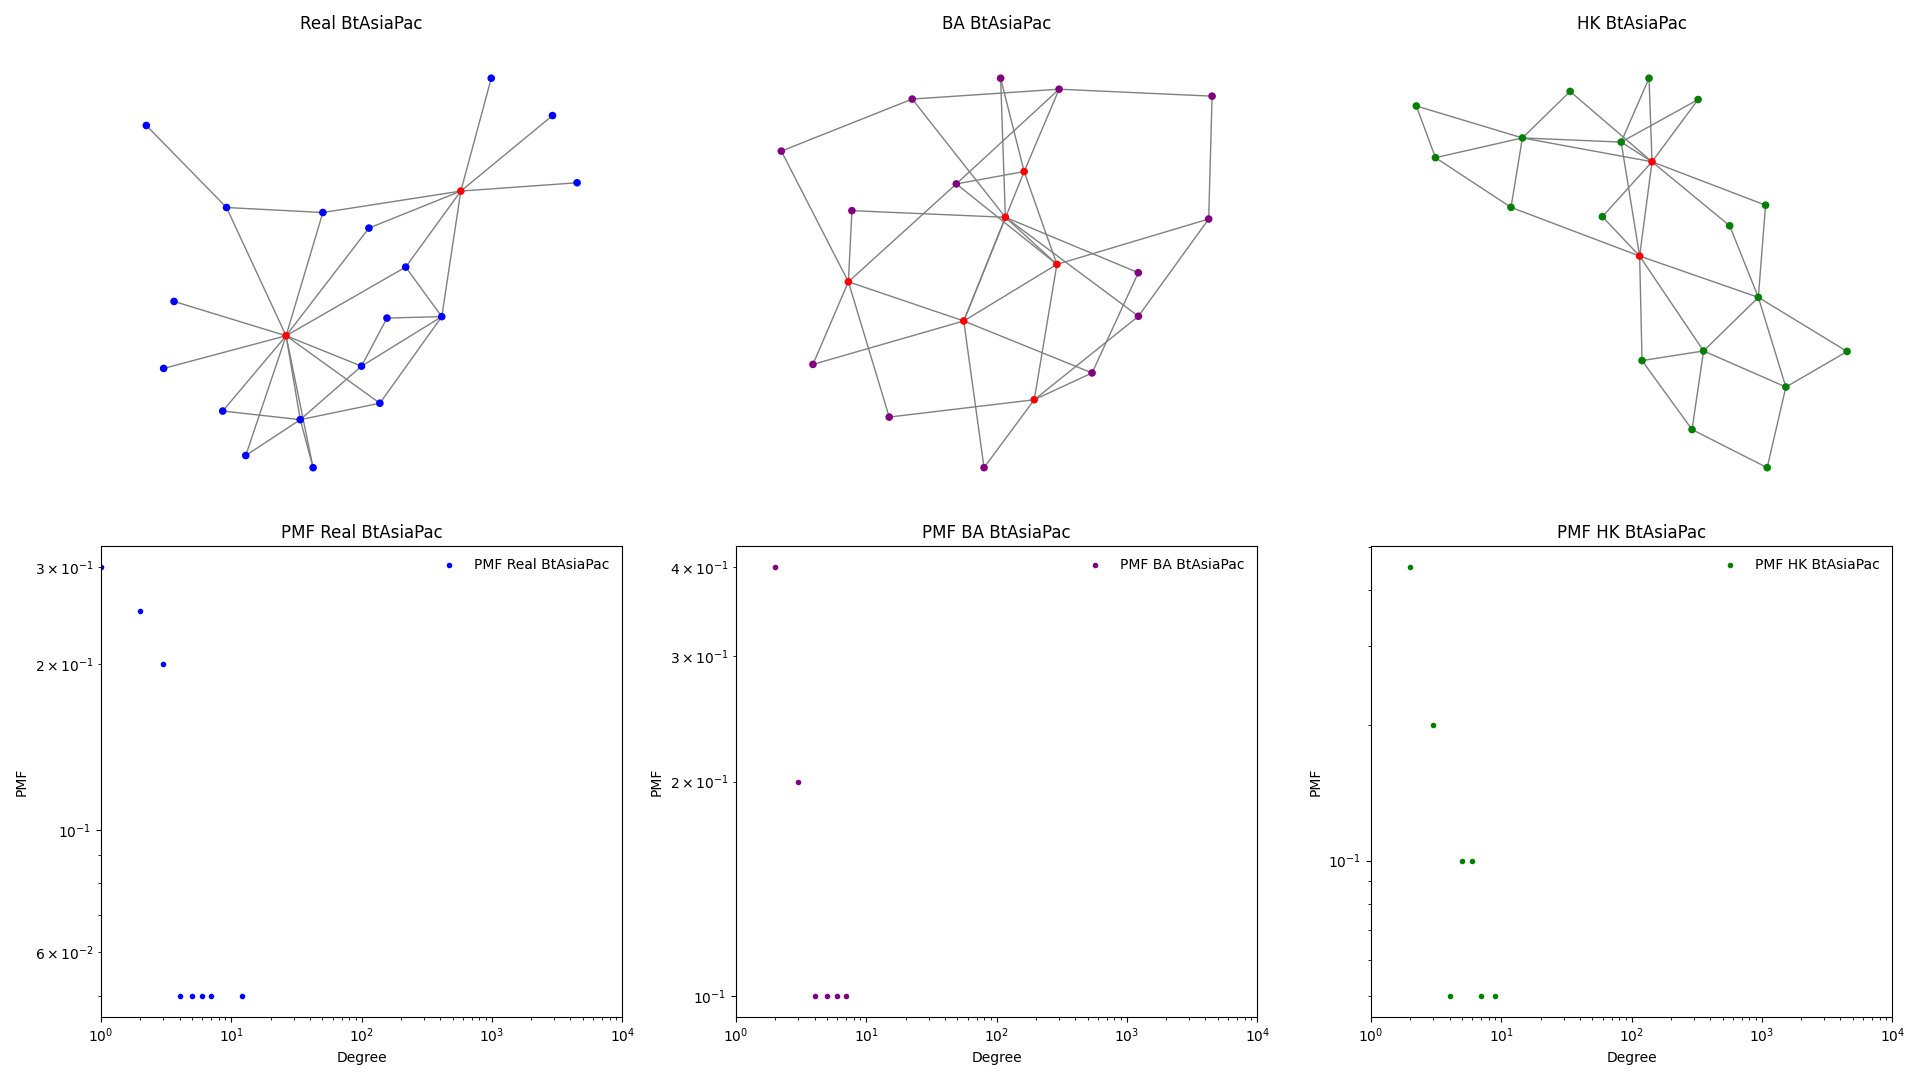 Real BtAsiaPac
BA BtAsiaPac
HK BtAsiaPac
PMF Real BtAsiaPac
3 × 10⁻¹
2 × 10⁻¹
10⁻¹
6 × 10⁻²
PMF
PMF Real BtAsiaPac
10⁰ 10¹ 10² 10³ 10⁴
Degree
PMF BA BtAsiaPac
4 × 10⁻¹
3 × 10⁻¹
2 × 10⁻¹
10⁻¹
PMF
PMF BA BtAsiaPac
10⁰ 10¹ 10² 10³ 10⁴
Degree
PMF HK BtAsiaPac
10⁻¹
PMF
PMF HK BtAsiaPac
10⁰ 10¹ 10² 10³ 10⁴
Degree